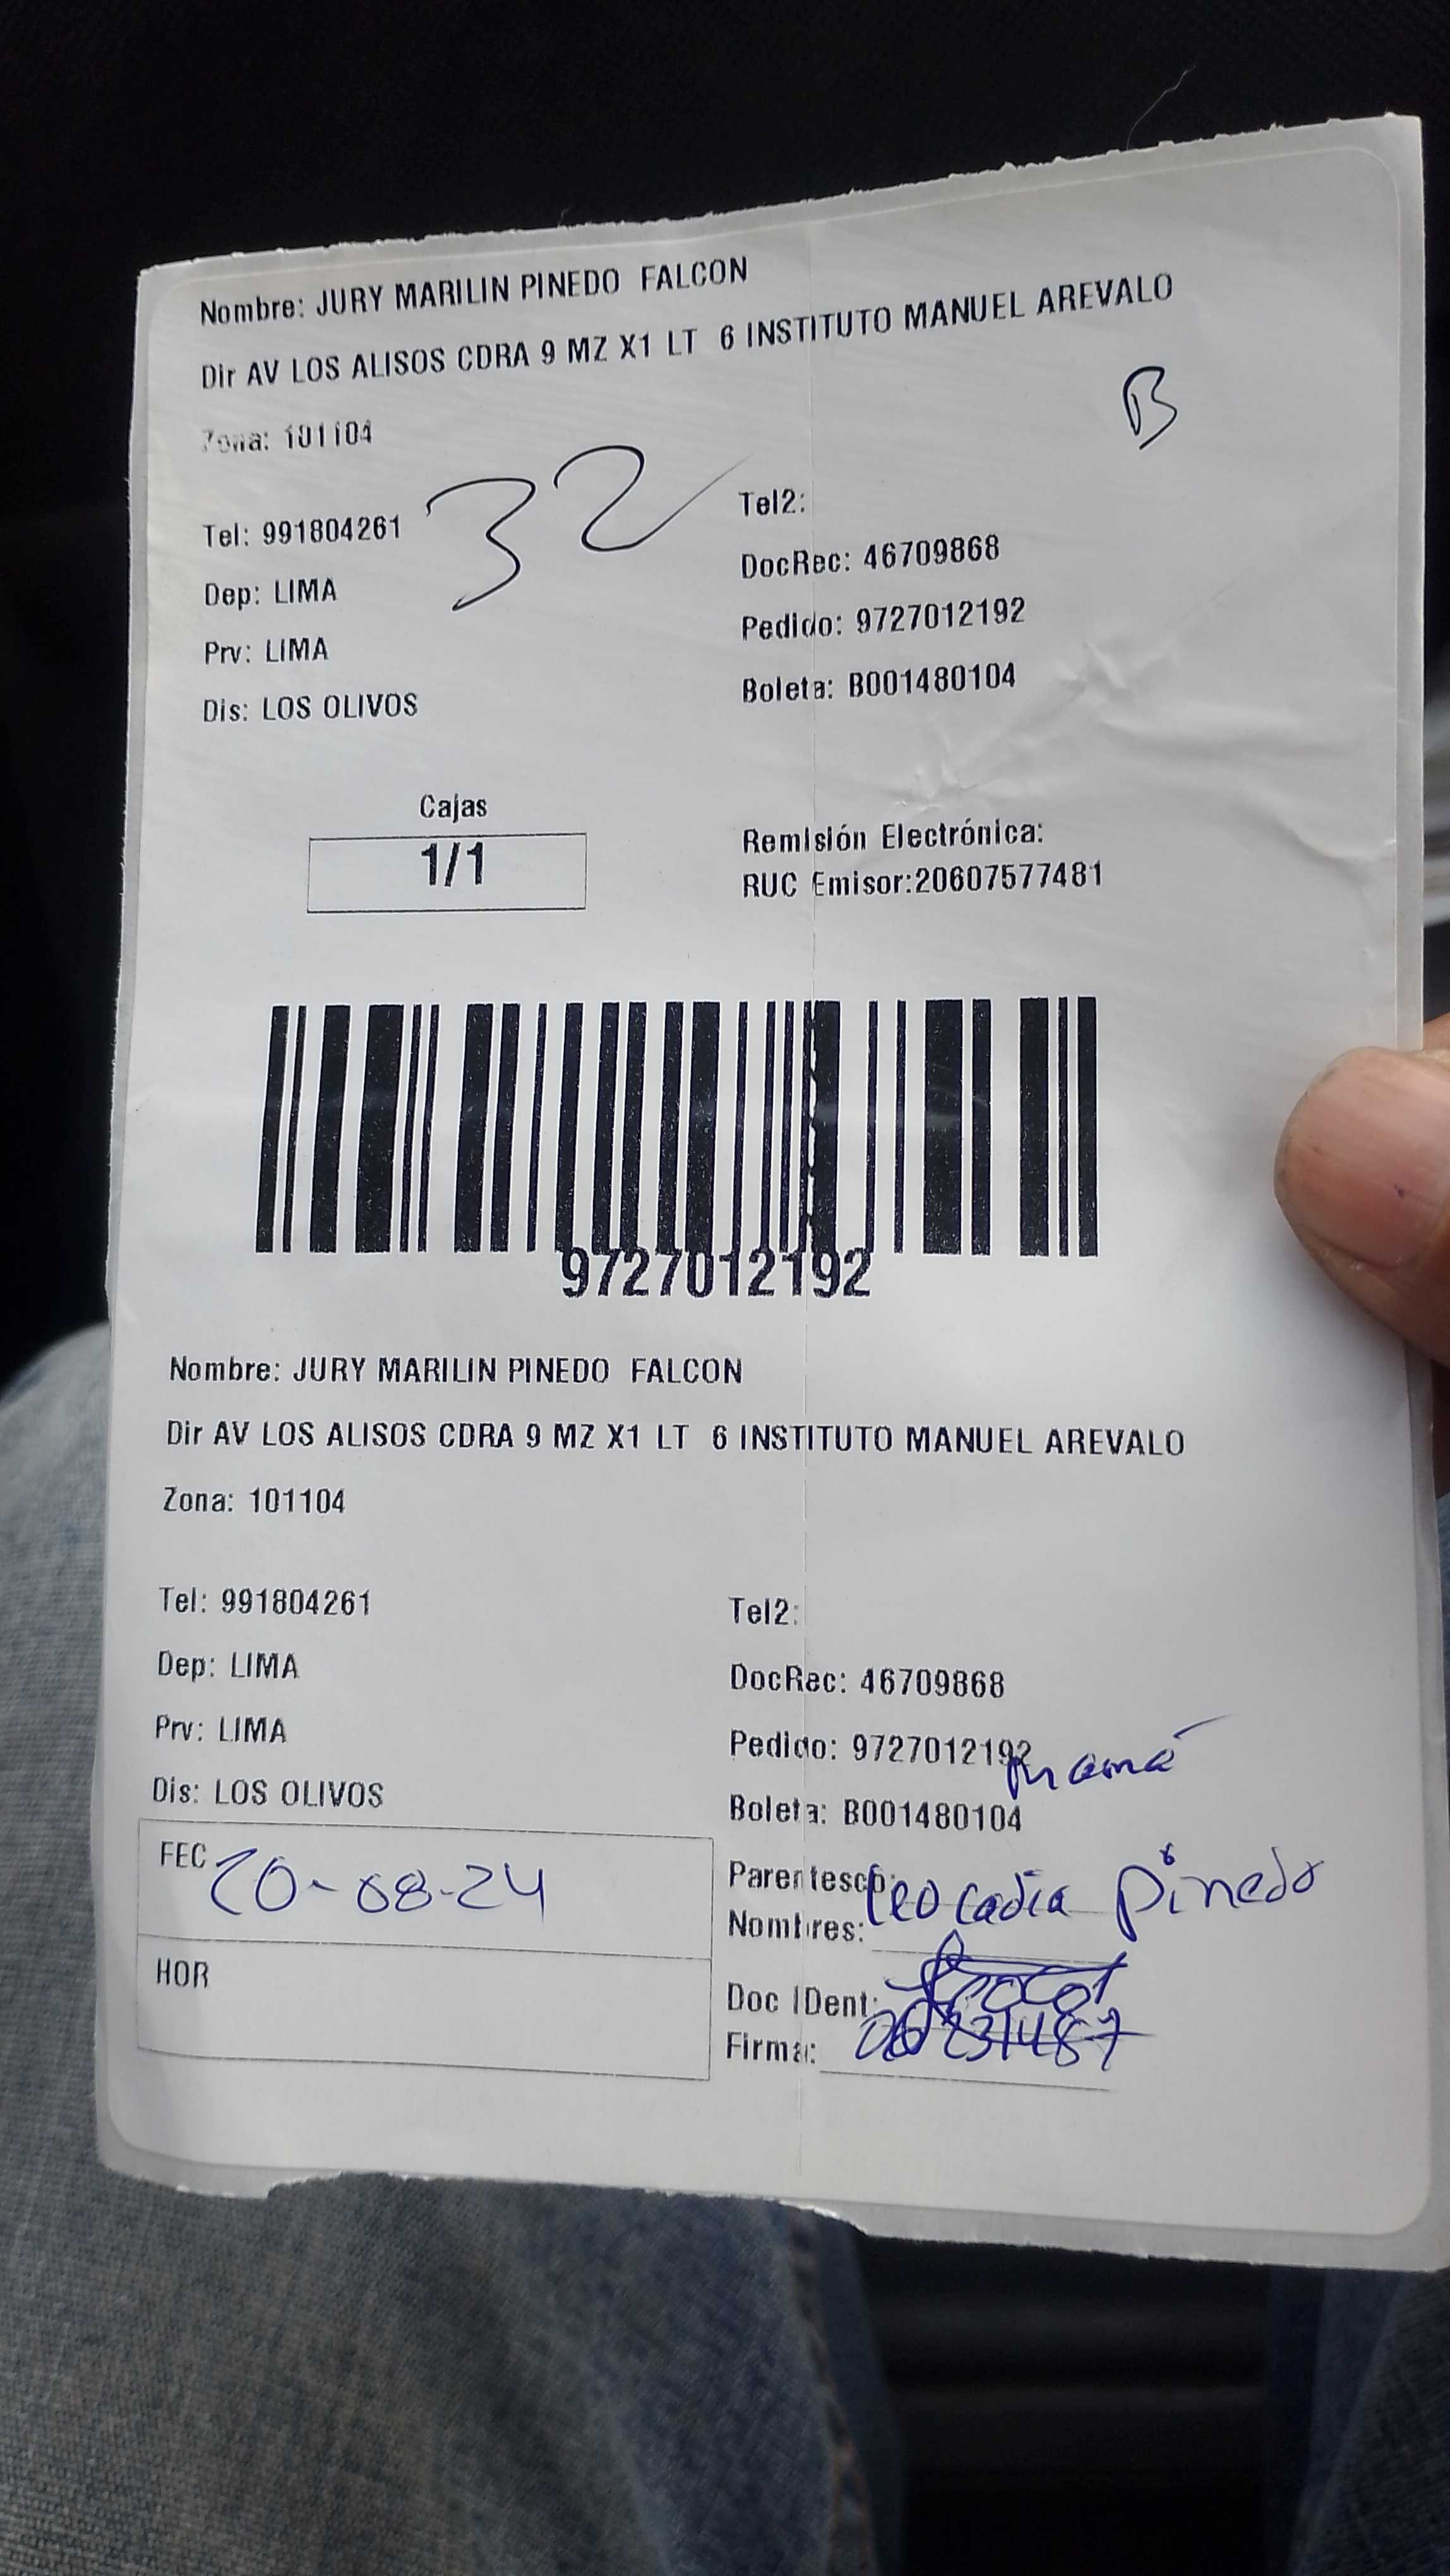 Nombre: JURY MARILIN PINEDO FALCON
Dir AV LOS ALISOS CDRA 9 MZ X1 LT 6 INSTITUTO MANUEL AREVALO
B
Zona: 101104
32
Tel: 991804261
Tel2:
Dep: LIMA
DocRec: 46709868
Prv: LIMA
Pedido: 9727012192
Dis: LOS OLIVOS
Boleta: B001480104
Cajas
1/1
Remisión Electrónica:
RUC Emisor:20607577481
9727012192
Nombre: JURY MARILIN PINEDO FALCON
Dir AV LOS ALISOS CDRA 9 MZ X1 LT 6 INSTITUTO MANUEL AREVALO
Zona: 101104
Tel: 991804261
Tel2:
Dep: LIMA
DocRec: 46709868
Prv: LIMA
Pedido: 9727012192
mamá
Dis: LOS OLIVOS
Boleta: B001480104
FEC 20-08-24
Parentesco:
Leocadia Pinedo
Nombres:
HOR
Doc IDent:
Firma: